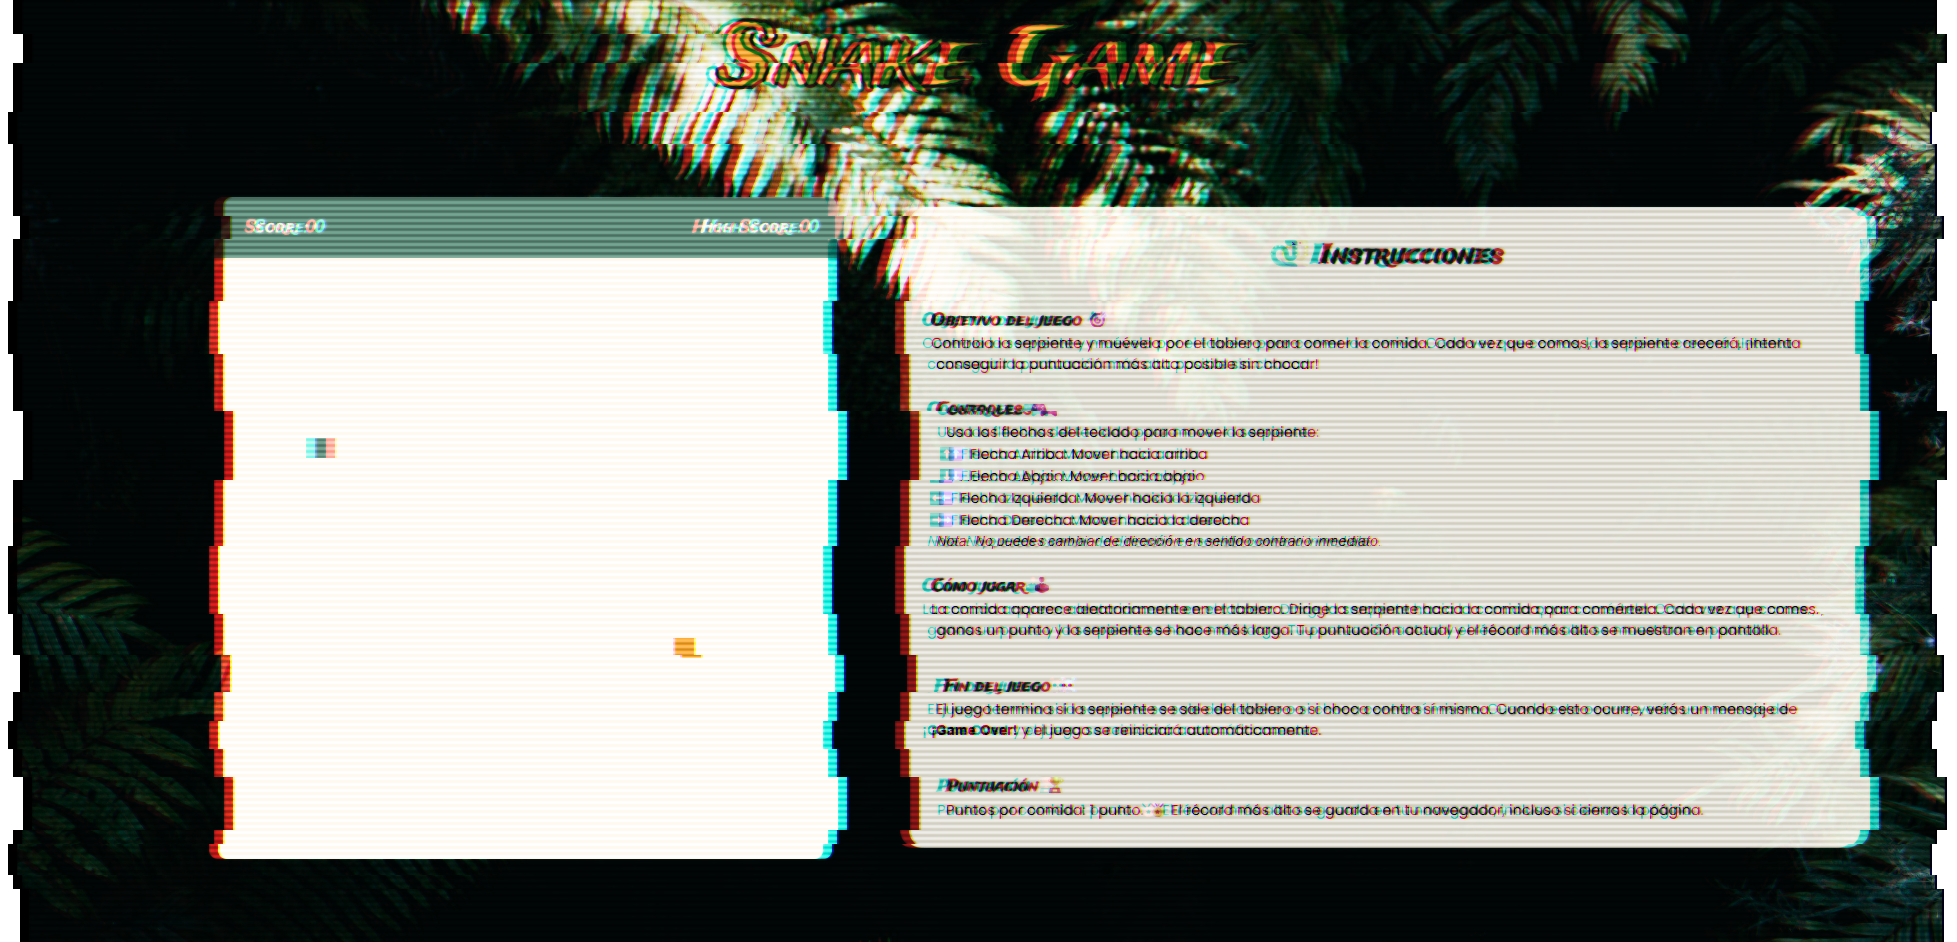 Snake Game
Score: 0
High-Score: 0
Instrucciones
Objetivo del juego
Controla la serpiente y muévela por el tablero para comer la comida. Cada vez que comas, la serpiente crecerá. ¡Intenta
conseguir la puntuación más alta posible sin chocar!
Controles
Usa las flechas del teclado para mover la serpiente:
Flecha Arriba: Mover hacia arriba
Flecha Abajo: Mover hacia abajo
Flecha Izquierda: Mover hacia la izquierda
Flecha Derecha: Mover hacia la derecha
Nota: No puedes cambiar de dirección en sentido contrario inmediato.
Cómo jugar
La comida aparece aleatoriamente en el tablero. Dirige la serpiente hacia la comida para comértela. Cada vez que comes,
ganas un punto y la serpiente se hace más larga. Tu puntuación actual y el récord más alto se muestran en pantalla.
Fin del juego
El juego termina si la serpiente se sale del tablero o si choca contra sí misma. Cuando esto ocurre, verás un mensaje de
¡Game Over! y el juego se reiniciará automáticamente.
Puntuación
Puntos por comida: 1 punto. El récord más alto se guarda en tu navegador, incluso si cierras la página.